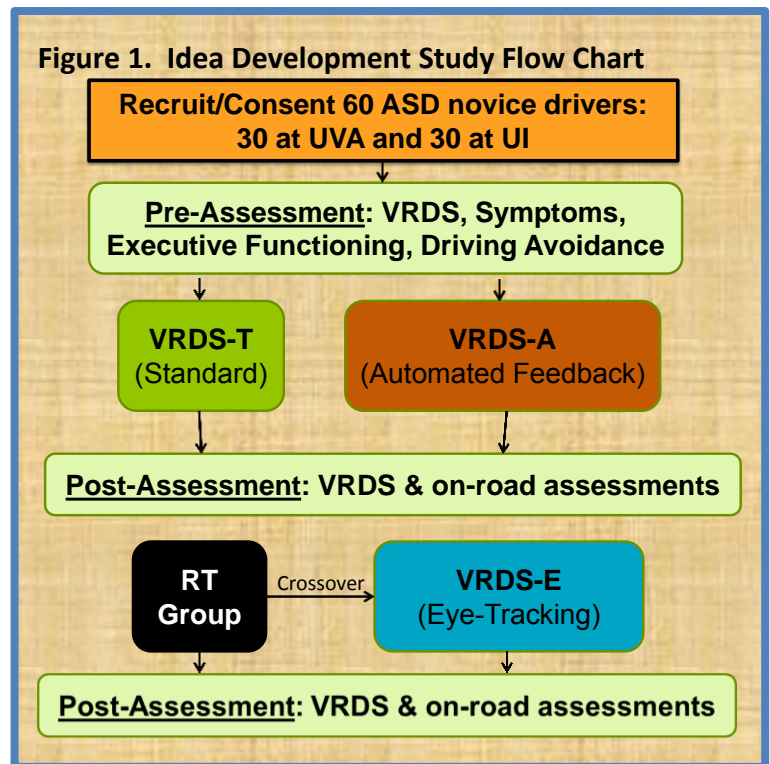 Figure 1.  Idea Development Study Flow Chart
Recruit/Consent 60 ASD novice drivers:
30 at UVA and 30 at UI
Pre-Assessment: VRDS, Symptoms,
Executive Functioning, Driving Avoidance
VRDS-T
(Standard)
VRDS-A
(Automated Feedback)
Post-Assessment: VRDS & on-road assessments
RT
Group
Crossover
VRDS-E
(Eye-Tracking)
Post-Assessment: VRDS & on-road assessments